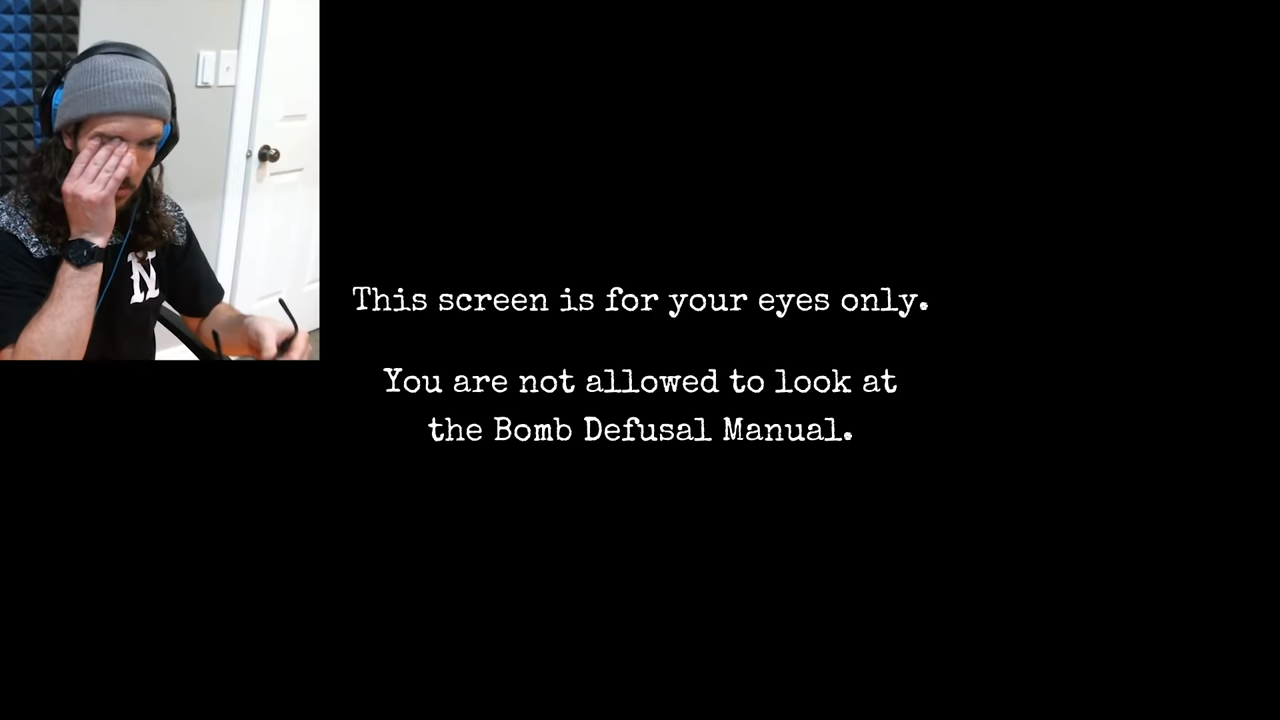 N
This screen is for your eyes only.
You are not allowed to look at
the Bomb Defusal Manual.